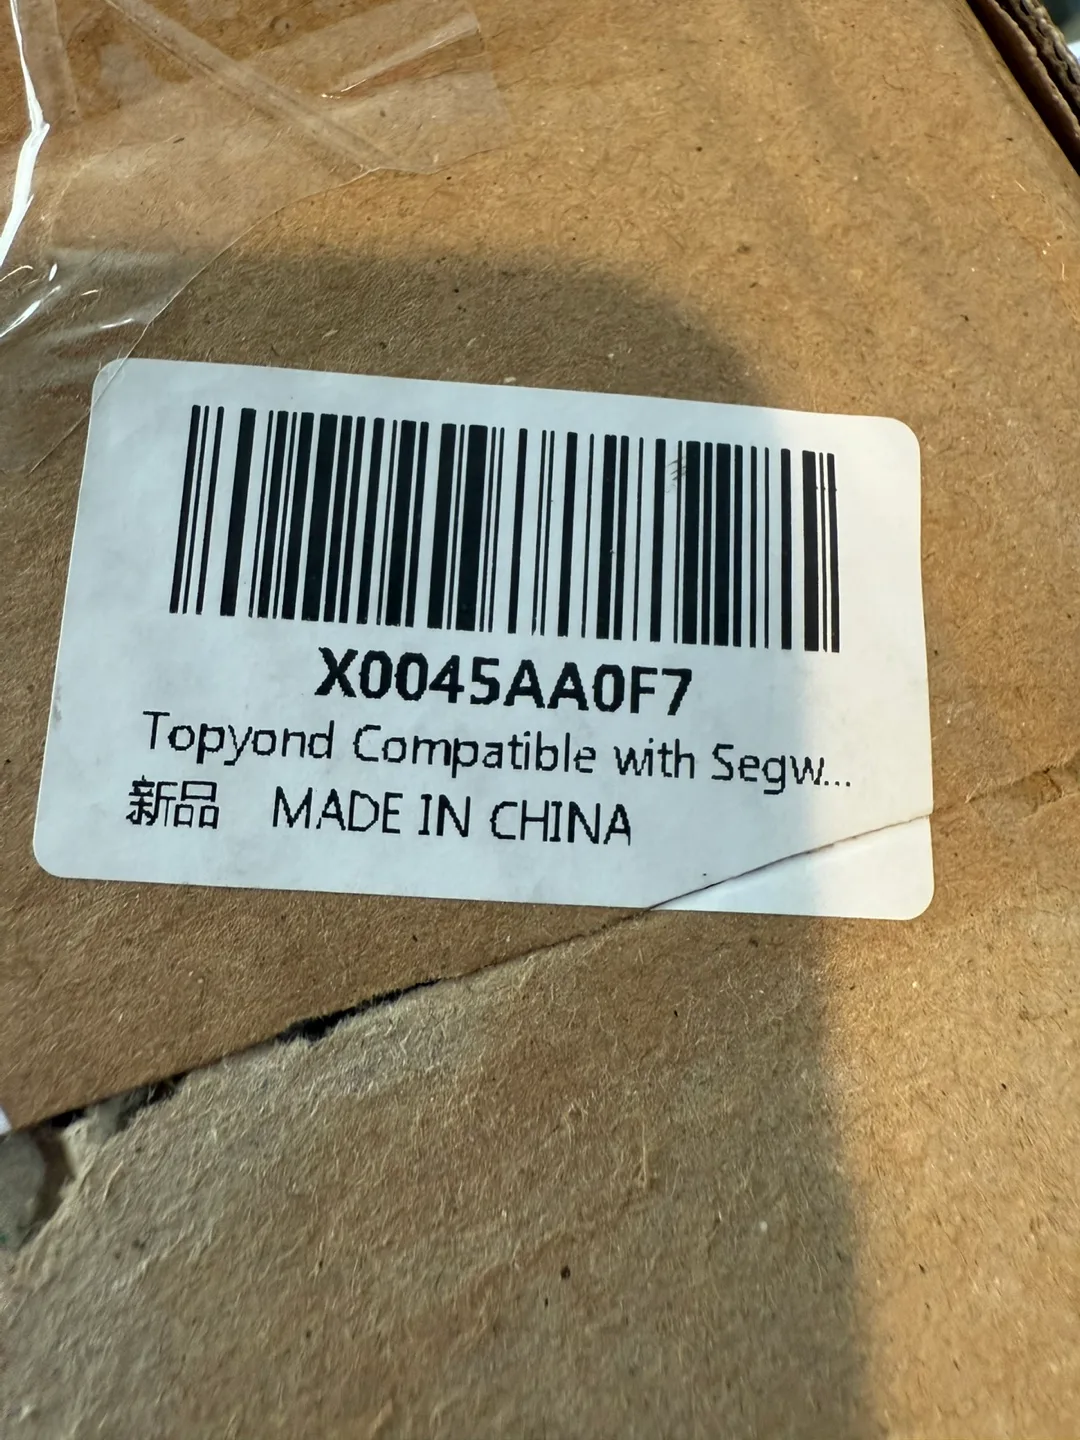 X0045AA0F7
Topyond Compatible with Segw...
新品 MADE IN CHINA